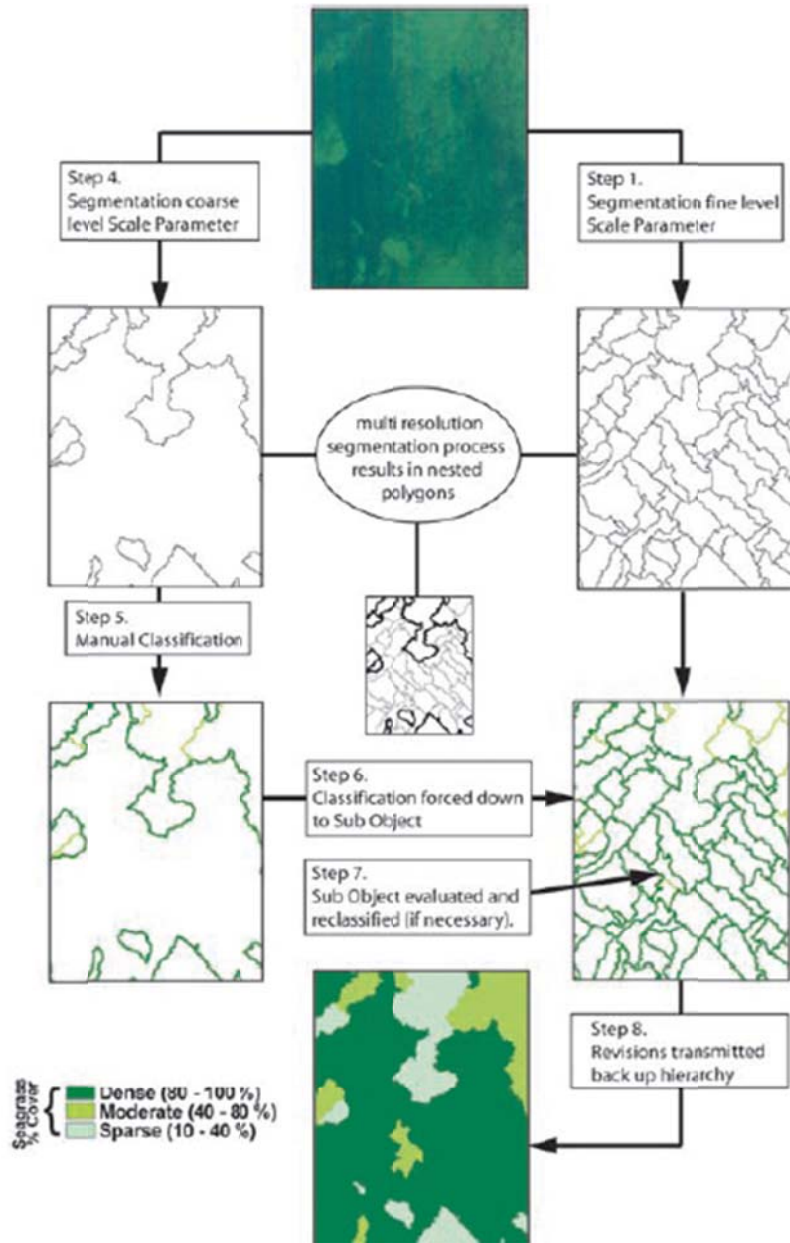 Step 4.
Segmentation coarse
level Scale Parameter
Step 1.
Segmentation fine level
Scale Parameter
multi resolution
segmentation process
results in nested
polygons
Step 5.
Manual Classification
Step 6.
Classification forced down
to Sub Object
Step 7.
Sub Object evaluated and
reclassified (if necessary).
Step 8.
Revisions transmitted
back up hierarchy
Seagrass
% Cover
Dense (80 - 100 %)
Moderate (40 - 80 %)
Sparse (10 - 40 %)